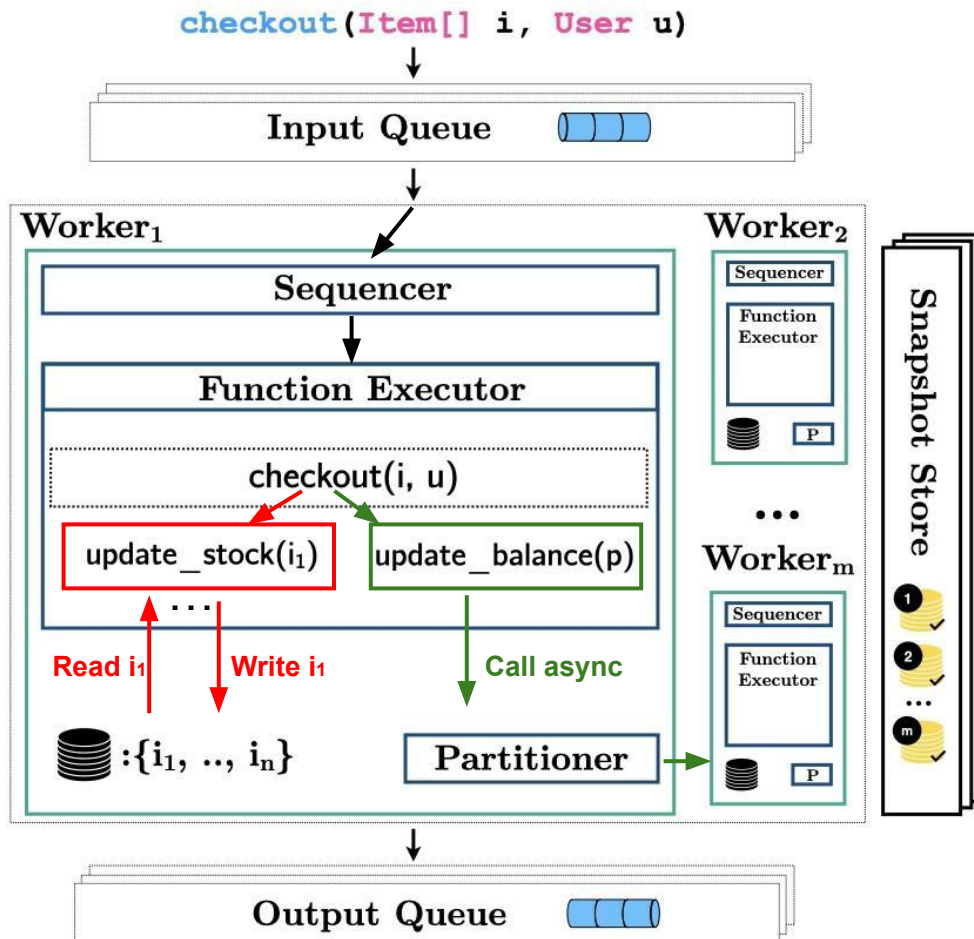 checkout(Item[] i, User u)
Input Queue
Worker₁
Sequencer
Function Executor
checkout(i, u)
update_stock(i₁)
update_balance(p)
...
Read i₁
Write i₁
Call async
:{i₁, .., iₙ}
Partitioner
Worker₂
Sequencer
Function
Executor
P
...
Workerₘ
Sequencer
Function
Executor
P
Snapshot Store
1
2
...
m
Output Queue